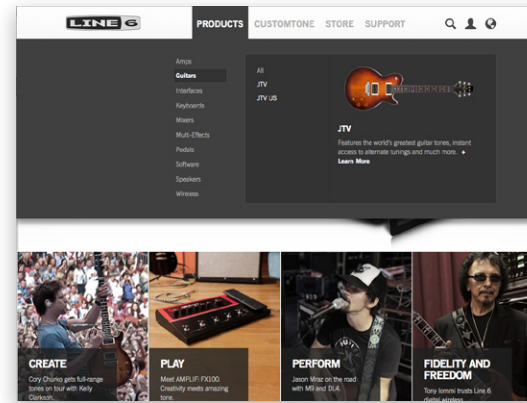 LINE 6
PRODUCTS CUSTOMTONE STORE SUPPORT
Amps
Guitars
Interfaces
Keyboards
Mixers
Multi-Effects
Pedals
Software
Speakers
Wireless
All
JTV
JTV US
JTV
Features the world's greatest guitar tones, instant
access to alternate tunings and much more. +
Learn More
CREATE
Cory Churko gets full-range
tones on tour with Kelly
Clarkson.
PLAY
Meet AMPLIFi FX100.
Creativity meets amazing
tone.
PERFORM
Jason Mraz on the road
with M9 and DL4.
FIDELITY AND
FREEDOM
Tony Iommi trusts Line 6
digital wireless